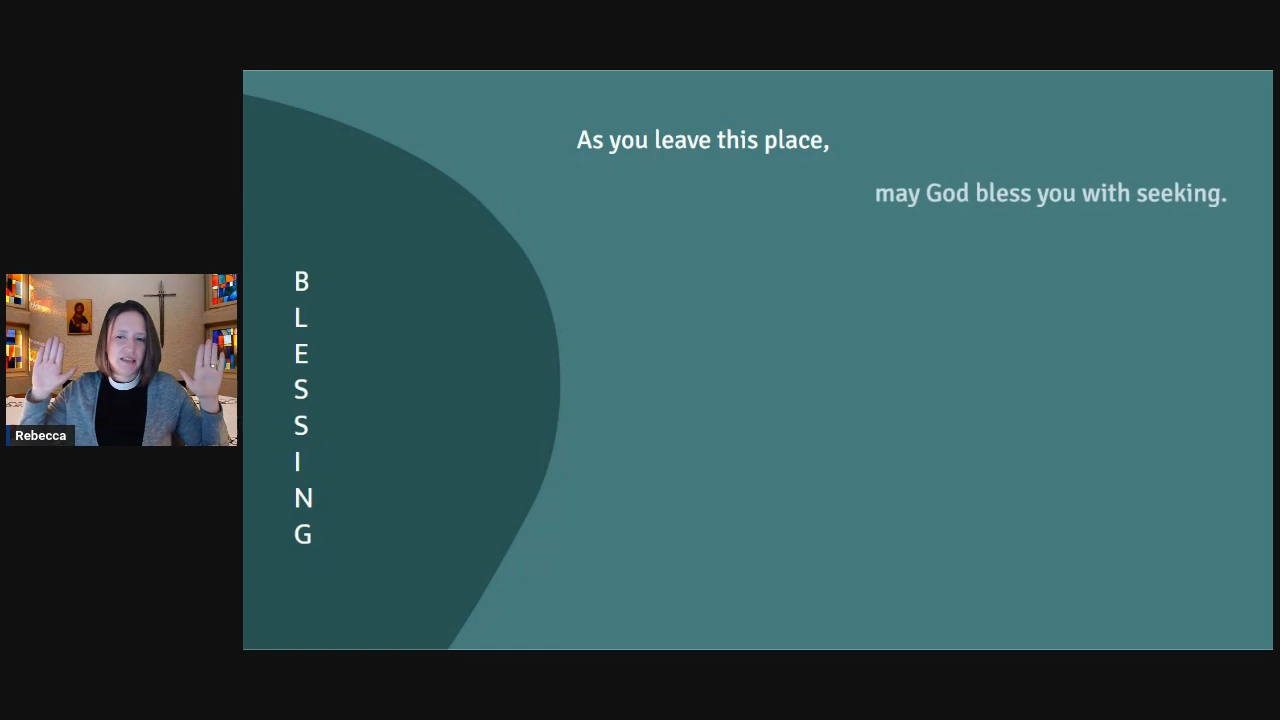 As you leave this place,
may God bless you with seeking.
B
L
E
S
S
I
N
G
Rebecca